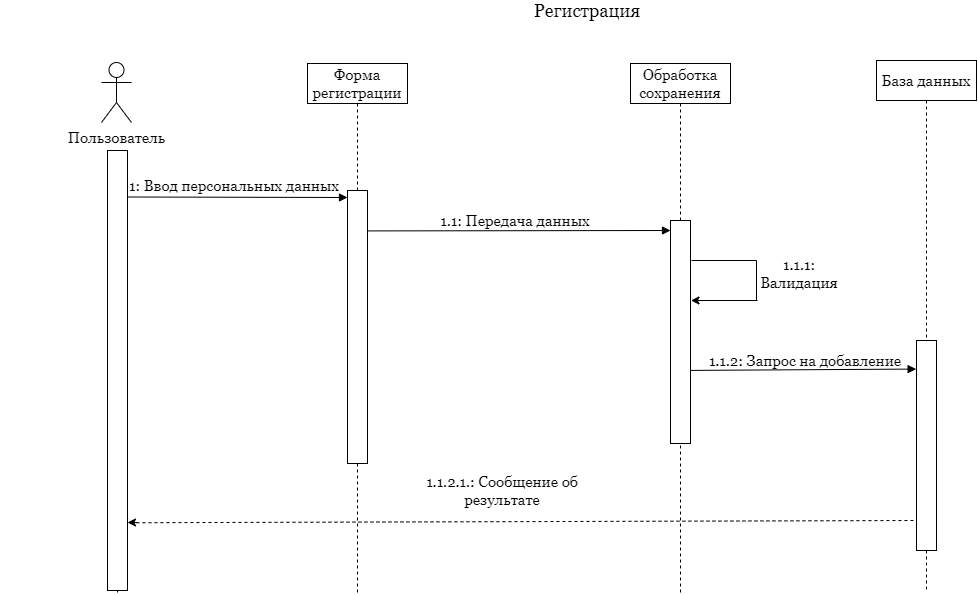 Регистрация
Пользователь
Форма
регистрации
Обработка
сохранения
База данных
1: Ввод персональных данных
1.1: Передача данных
1.1.1:
Валидация
1.1.2: Запрос на добавление
1.1.2.1.: Сообщение об
результате